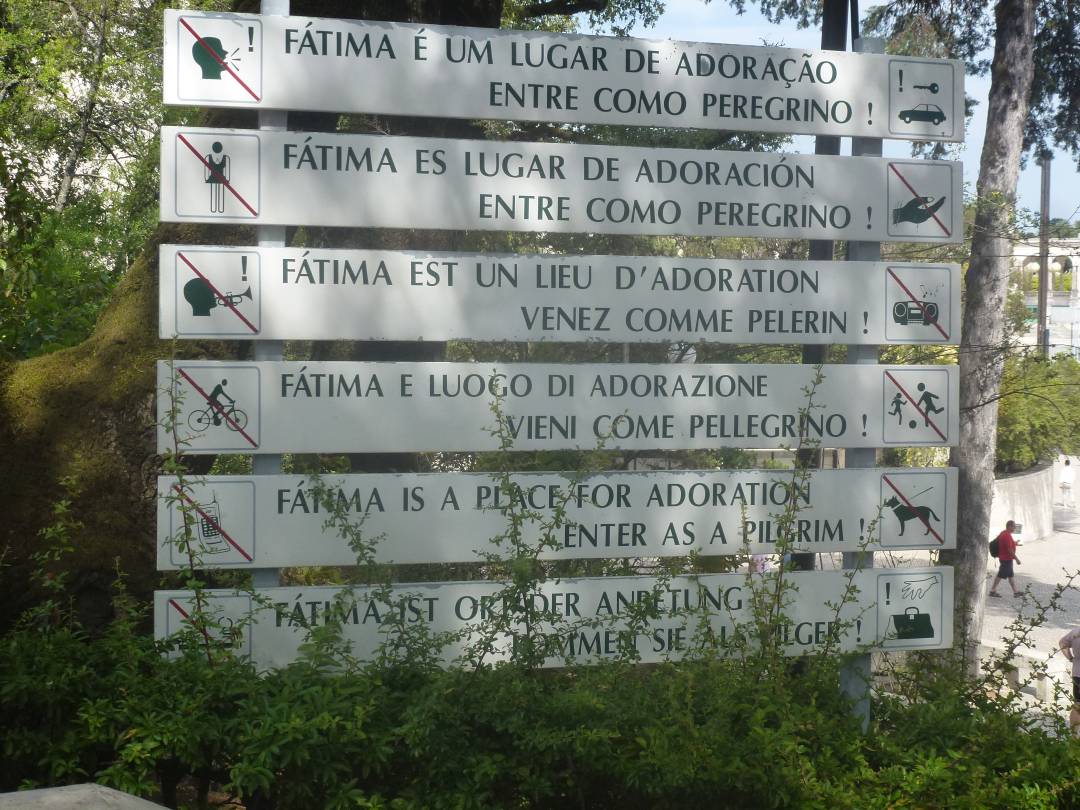 FÁTIMA É UM LUGAR DE ADORAÇÃO
ENTRE COMO PEREGRINO !
FÁTIMA ES LUGAR DE ADORACIÓN
ENTRE COMO PEREGRINO !
FÁTIMA EST UN LIEU D'ADORATION
VENEZ COMME PELERIN !
FÁTIMA E LUOGO DI ADORAZIONE
VIENI COME PELLEGRINO !
FÁTIMA IS A PLACE FOR ADORATION
ENTER AS A PILGRIM !
FÁTIMA IST ORT DER ANBETUNG
KOMMEN SIE ALS PILGER !